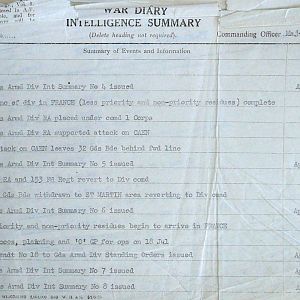 WAR DIARY
INTELLIGENCE SUMMARY
(Delete heading not required).
Commanding Officer
Summary of Events and Information
Armd Div Int Summary No 4 issued
of div in FRANCE (less priority and non-priority residues) complete
Armd Div RA placed under comd 1 Corps
Armd Div RA supported attack on CAEN
on CAEN leaves 32 Gds Bde behind fwd line
Armd Div Int Summary No 5 issued
RA and 153 Fd Regt revert to Div comd
Gds Bde withdrawn to ST MARTIN area reverting to Div comd
Armd Div Int Summary No 6 issued
and non-priority residues begin to arrive in FRANCE
planning and 'O' GP for ops on 18 Jul
No 18 to Gds Armd Div Standing Orders issued
Armd Div Int Summary No 7 issued
Armd Div Int Summary No 8 issued